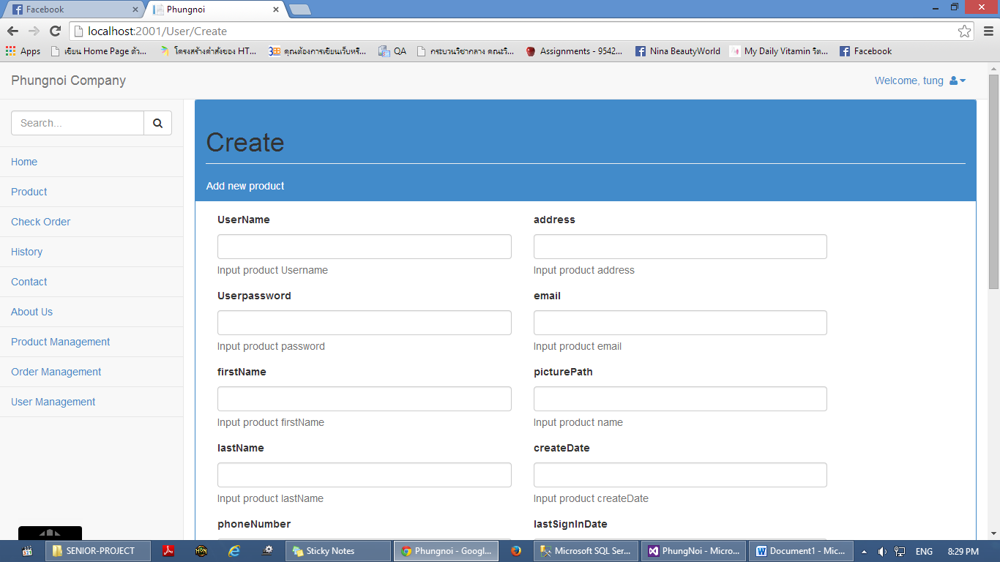 Facebook
Phungnoi
localhost:2001/User/Create
Apps
เขียน Home Page ด้ว...
โครงสร้างคำสั่งของ HT...
คุณต้องการเขียนเว็บหรื...
QA
กระบวนวิชากลาง คณะวิ...
Assignments - 9542...
Nina BeautyWorld
My Daily Vitamin วิต...
Facebook
Phungnoi Company
Welcome, tung
Search...
Home
Product
Check Order
History
Contact
About Us
Product Management
Order Management
User Management
Create
Add new product
UserName
address
Input product Username
Input product address
Userpassword
email
Input product password
Input product email
firstName
picturePath
Input product firstName
Input product name
lastName
createDate
Input product lastName
Input product createDate
phoneNumber
lastSignInDate
SENIOR-PROJECT
HON
Sticky Notes
Phungnoi - Googl...
Microsoft SQL Ser...
PhungNoi - Micro...
Document1 - Mic...
ENG
8:29 PM